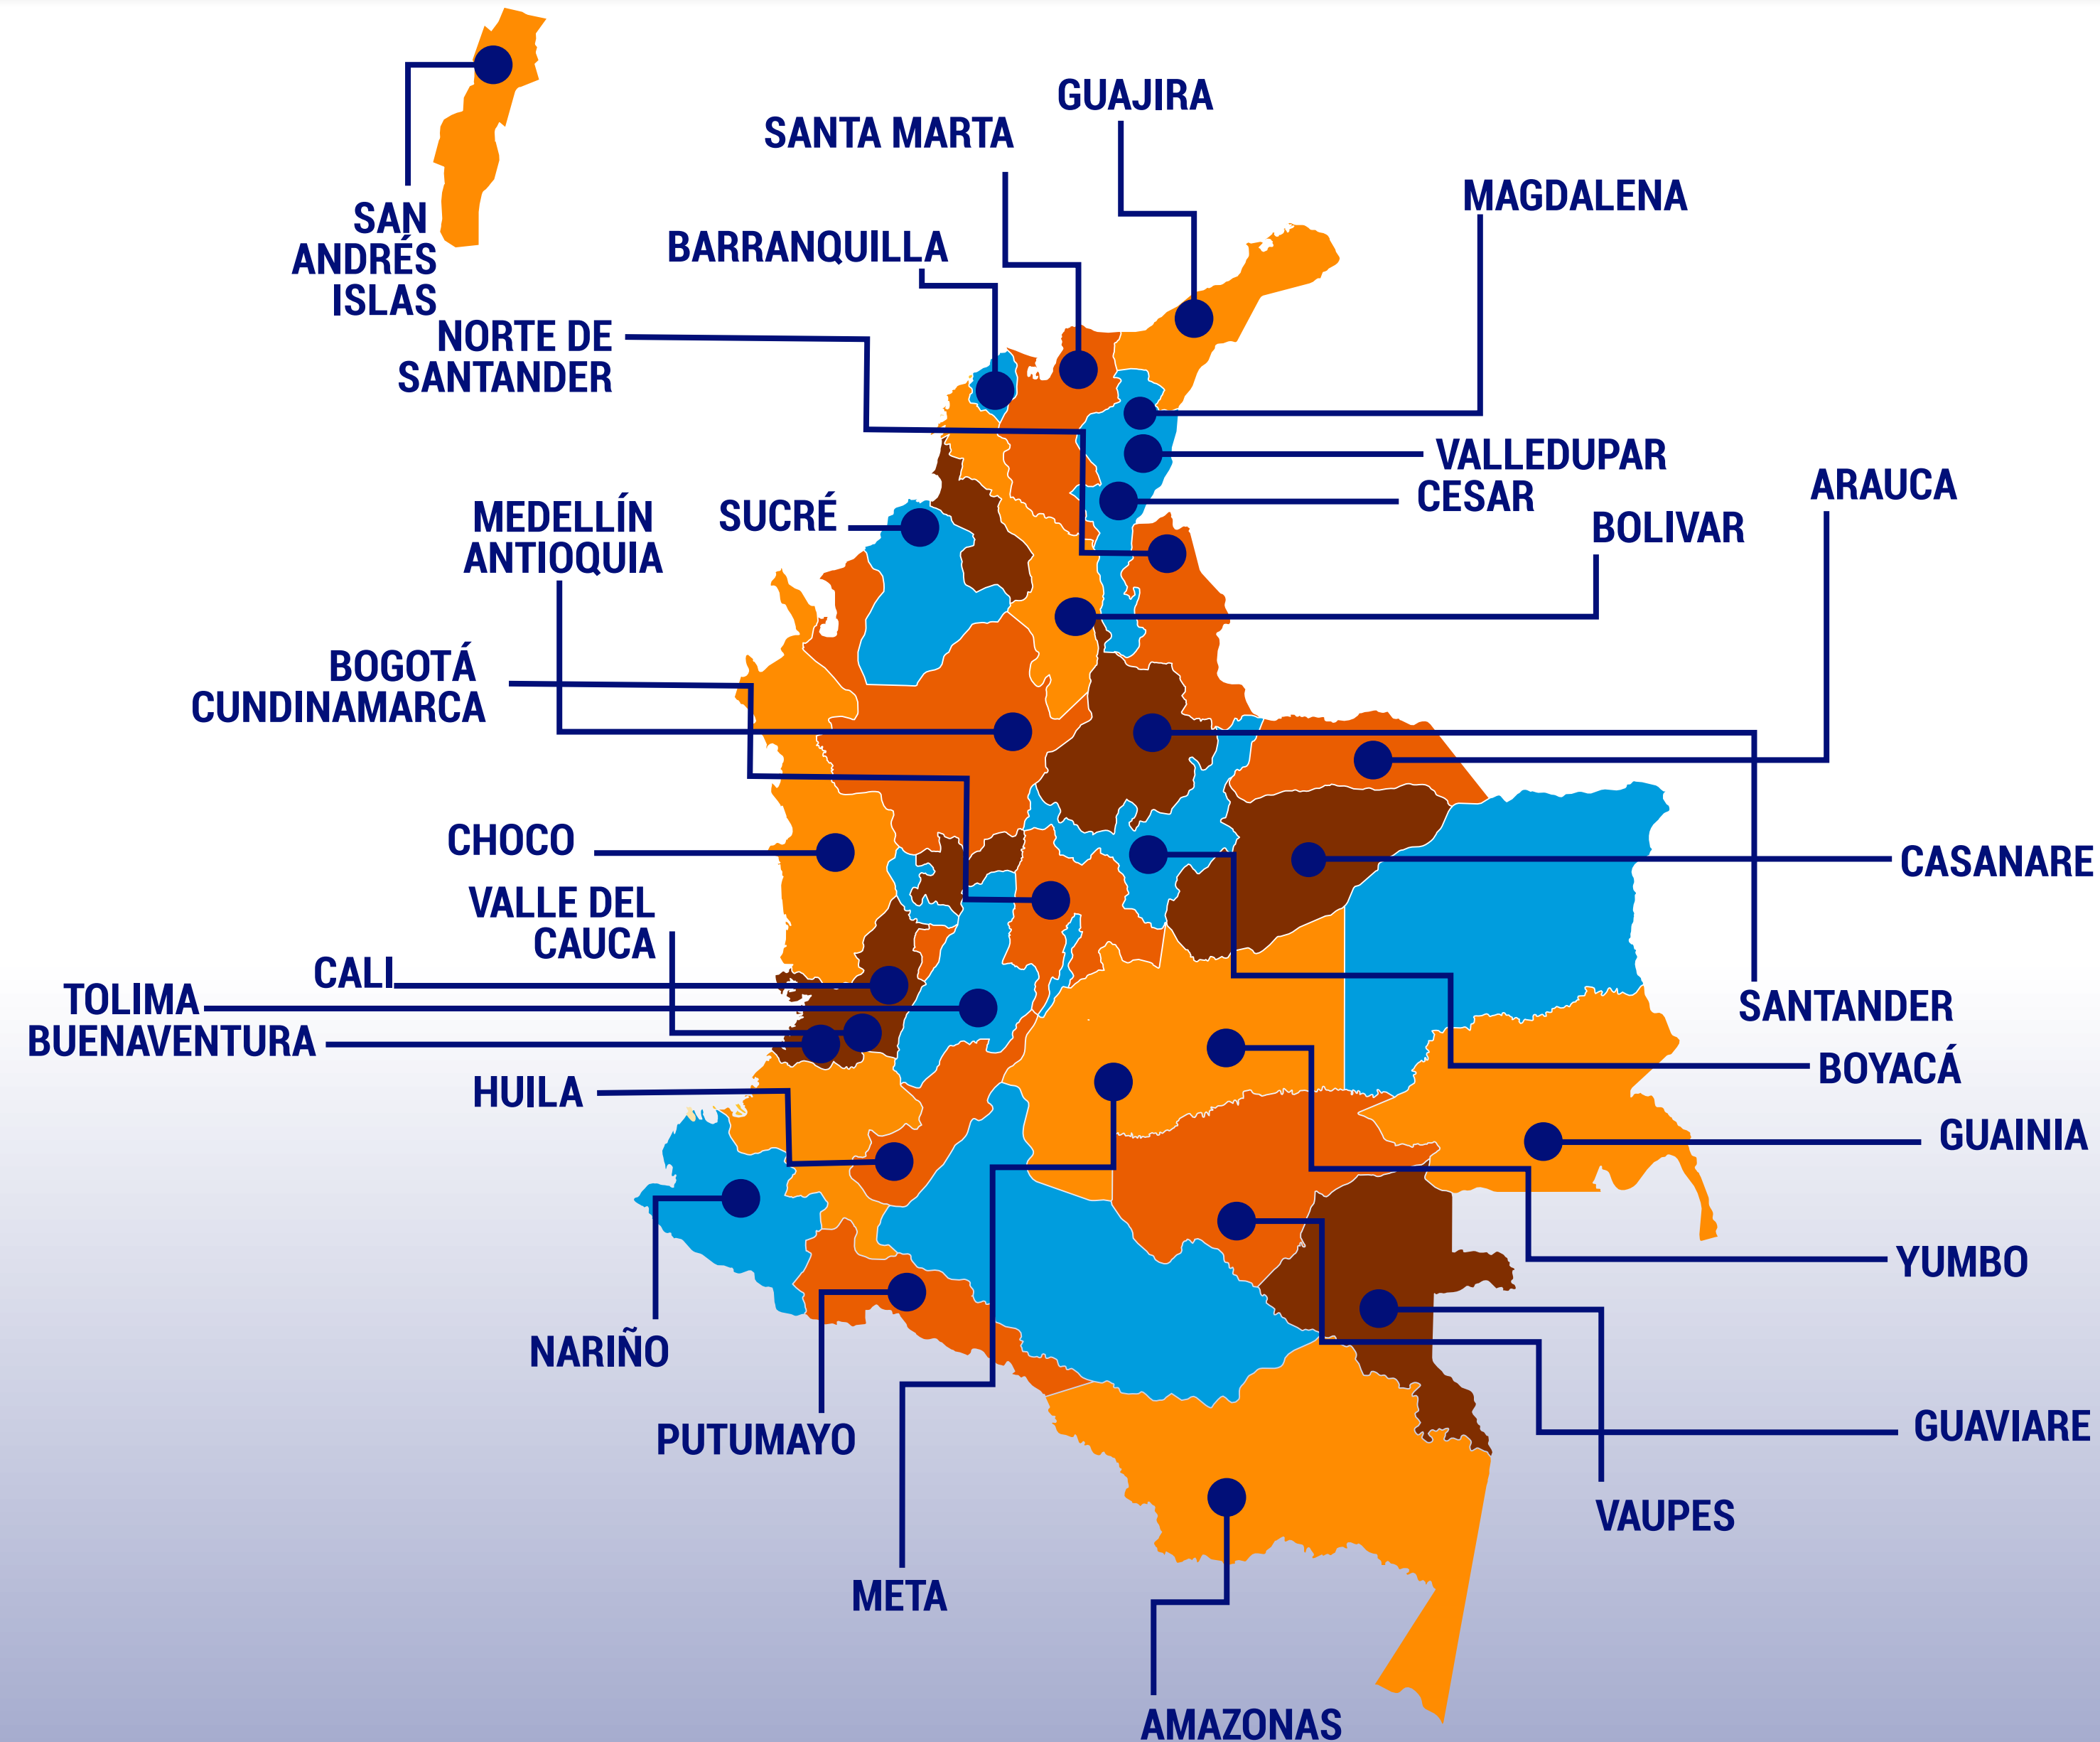 GUAJIRA
SANTA MARTA
MAGDALENA
SAN
ANDRÉS
ISLAS
BARRANQUILLA
NORTE DE
SANTANDER
VALLEDUPAR
CESAR
ARAUCA
MEDELLÍN
ANTIOQUIA
SUCRÉ
BOLIVAR
BOGOTÁ
CUNDINAMARCA
CHOCO
CASANARE
VALLE DEL
CAUCA
CALI
TOLIMA
BUENAVENTURA
SANTANDER
BOYACÁ
HUILA
GUAINIA
YUMBO
NARIÑO
PUTUMAYO
GUAVIARE
VAUPES
META
AMAZONAS